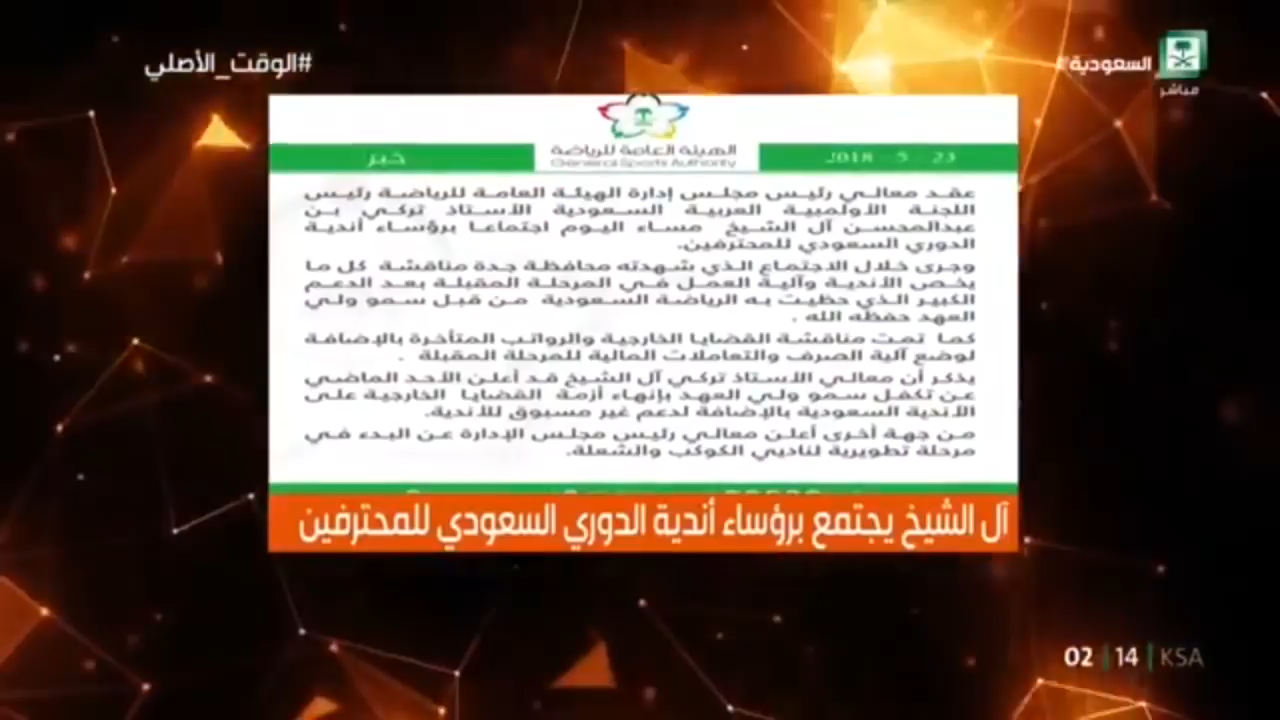 #الوقت_الأصلي
#السعودية
مباشر
الهيئة العامة للرياضة
General Sports Authority
خبر
2018 - 5 - 23
عقد معالي رئيس مجلس إدارة الهيئة العامة للرياضة رئيس
اللجنة الأولمبية العربية السعودية الأستاذ تركي بن
عبدالمحسن آل الشيخ مساء اليوم اجتماعا برؤساء أندية
الدوري السعودي للمحترفين.
وجرى خلال الاجتماع الذي شهدته محافظة جدة مناقشة كل ما
يخص الأندية وآلية العمل في المرحلة المقبلة بعد الدعم
الكبير الذي حظيت به الرياضة السعودية من قبل سمو ولي
العهد حفظه الله .
كما تمت مناقشة القضايا الخارجية والرواتب المتأخرة بالإضافة
لوضع آلية الصرف والتعاملات المالية للمرحلة المقبلة .
يذكر أن معالي الأستاذ تركي آل الشيخ قد أعلن الأحد الماضي
عن تكفل سمو ولي العهد بإنهاء أزمة القضايا الخارجية على
الأندية السعودية بالإضافة لدعم غير مسبوق للأندية.
من جهة أخرى أعلن معالي رئيس مجلس الإدارة عن البدء في
مرحلة تطويرية لناديي الكوكب والشعلة.
آل الشيخ يجتمع برؤساء أندية الدوري السعودي للمحترفين
02 | 14 | KSA